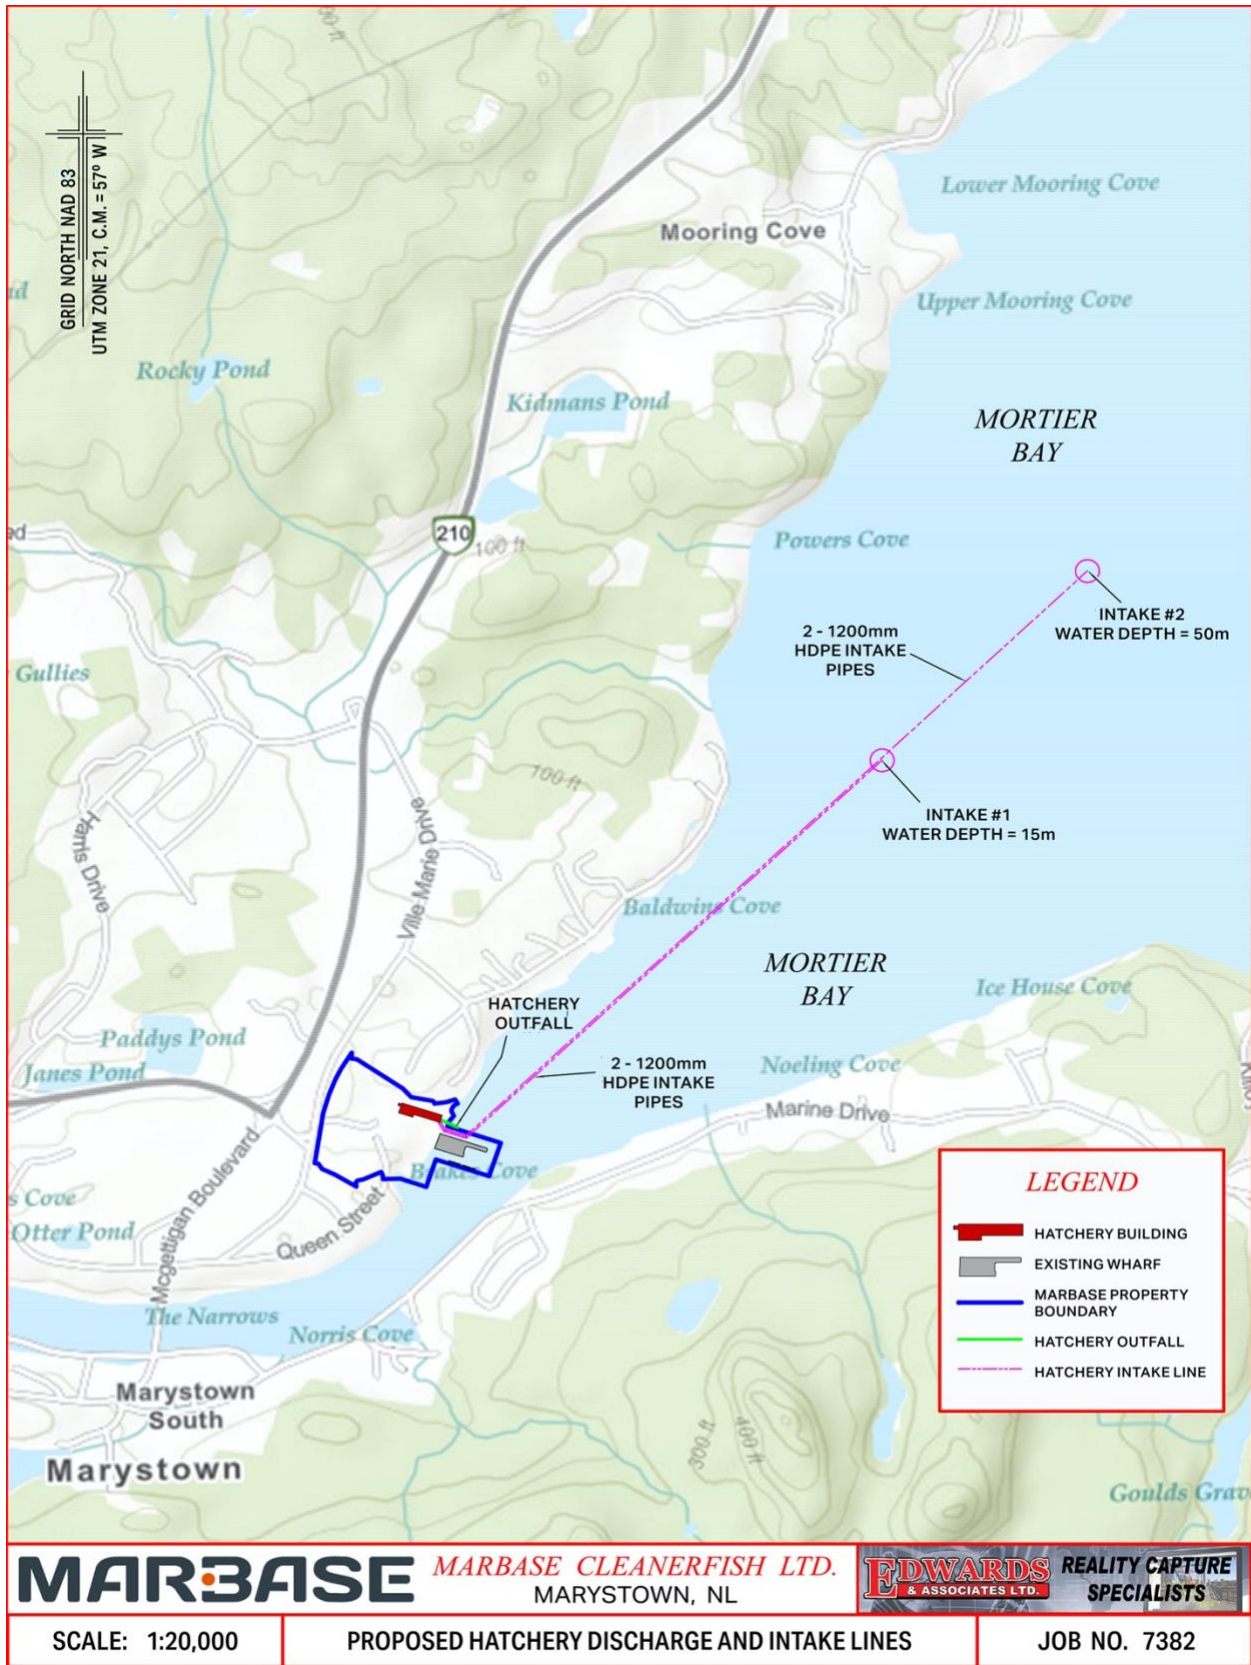 GRID NORTH NAD 83
UTM ZONE 21, C.M. = 57° W
Lower Mooring Cove
Mooring Cove
Upper Mooring Cove
Rocky Pond
Kidmans Pond
MORTIER
BAY
210
100 ft
Powers Cove
INTAKE #2
WATER DEPTH = 50m
2 - 1200mm
HDPE INTAKE
PIPES
Gullies
100 ft
INTAKE #1
WATER DEPTH = 15m
Harris Drive
Ville Marie Drive
Baldwins Cove
MORTIER
BAY
Ice House Cove
HATCHERY
OUTFALL
Paddys Pond
Janes Pond
2 - 1200mm
HDPE INTAKE
PIPES
Noeling Cove
Marine Drive
Mcgettigan Boulevard
Brakes Cove
s Cove
Otter Pond
Queen Street
The Narrows
Norris Cove
Marystown
South
Marystown
300 ft
400 ft
Goulds Grav
LEGEND
HATCHERY BUILDING
EXISTING WHARF
MARBASE PROPERTY
BOUNDARY
HATCHERY OUTFALL
HATCHERY INTAKE LINE
MARBASE
MARBASE CLEANERFISH LTD.
MARYSTOWN, NL
EDWARDS
& ASSOCIATES LTD.
REALITY CAPTURE
SPECIALISTS
SCALE: 1:20,000
PROPOSED HATCHERY DISCHARGE AND INTAKE LINES
JOB NO. 7382